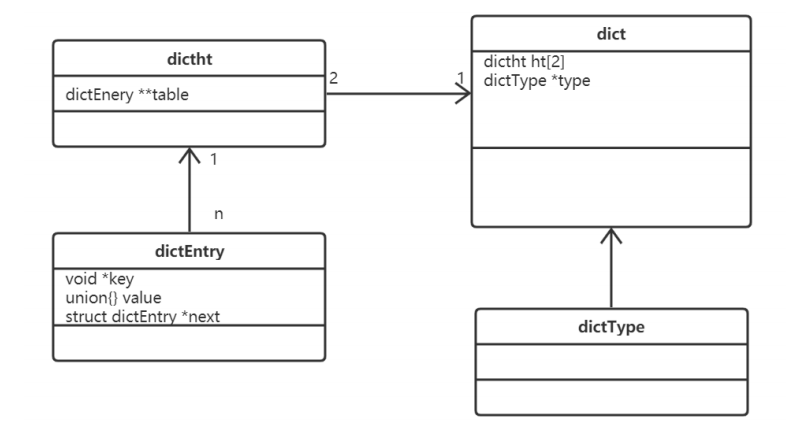 dictht
dictEnery **table
2
1
dict
dictht ht[2]
dictType *type
1
n
dictEntry
void *key
union{} value
struct dictEntry *next
dictType